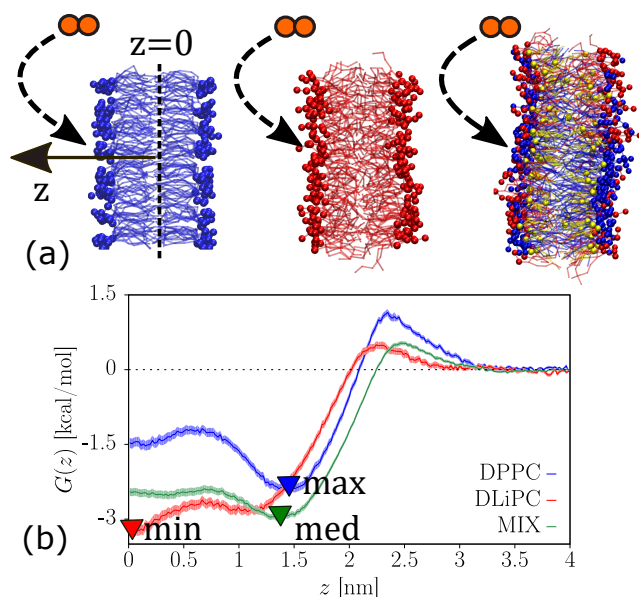 z=0
z
(a)
1.5
0
-1.5
-3
G(z) [kcal/mol]
max
min
med
DPPC
DLiPC
MIX
(b)
0 0.5 1 1.5 2 2.5 3 3.5 4
z [nm]